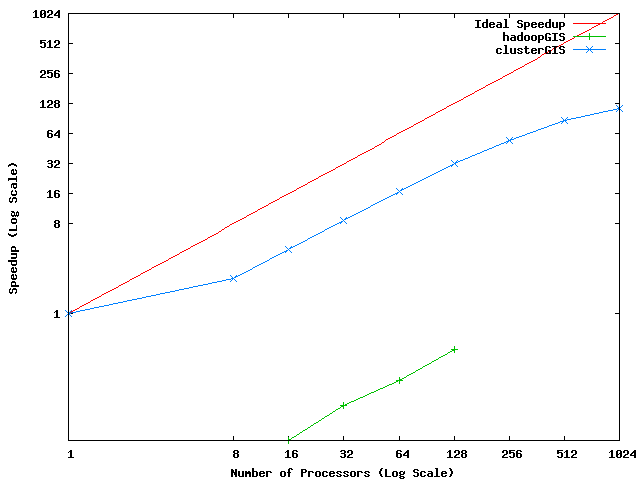 1024
512
256
128
64
32
16
8
1
Speedup (Log Scale)
Ideal Speedup
hadoopGIS
clusterGIS
1 8 16 32 64 128 256 512 1024
Number of Processors (Log Scale)